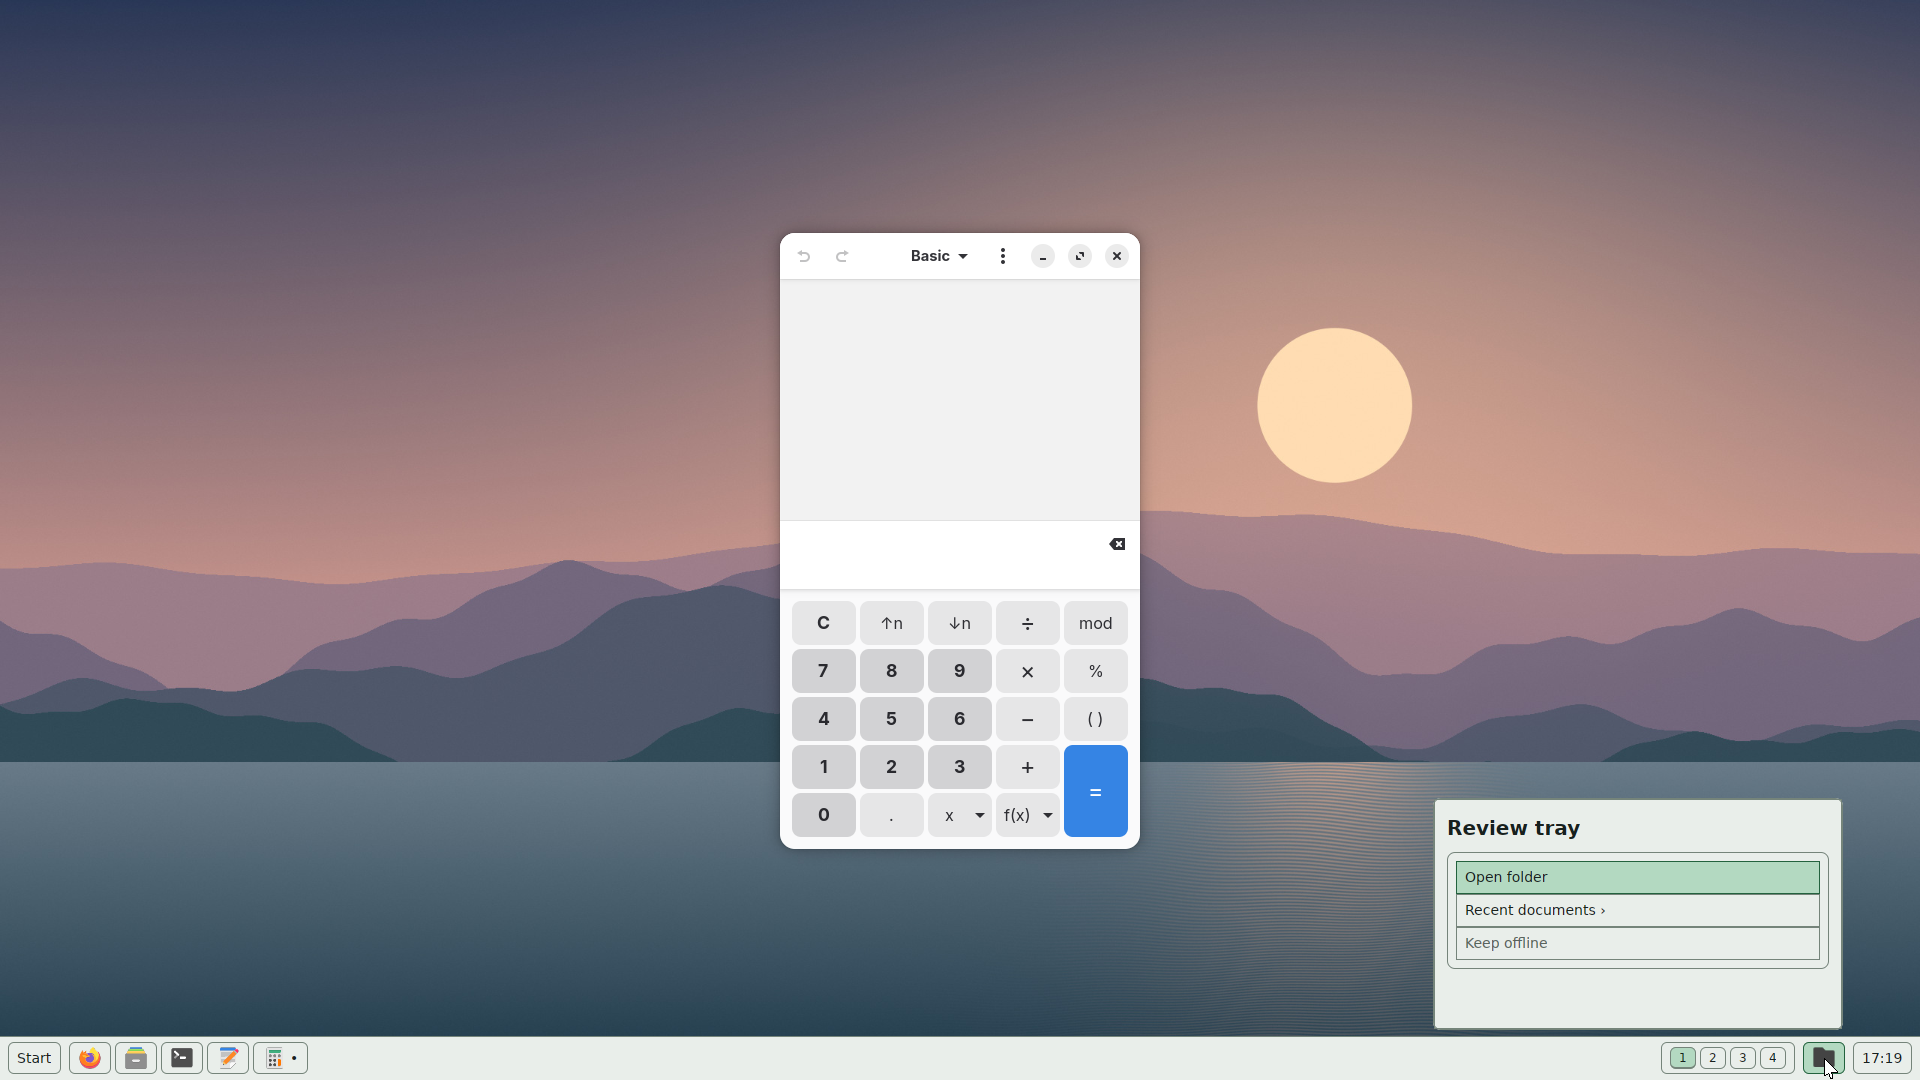 Basic
C ↑n ↓n ÷ mod
7 8 9 × %
4 5 6 − ( )
1 2 3 +
=
0 . x f(x)
Review tray
Open folder
Recent documents ›
Keep offline
Start
1 2 3 4
17:19